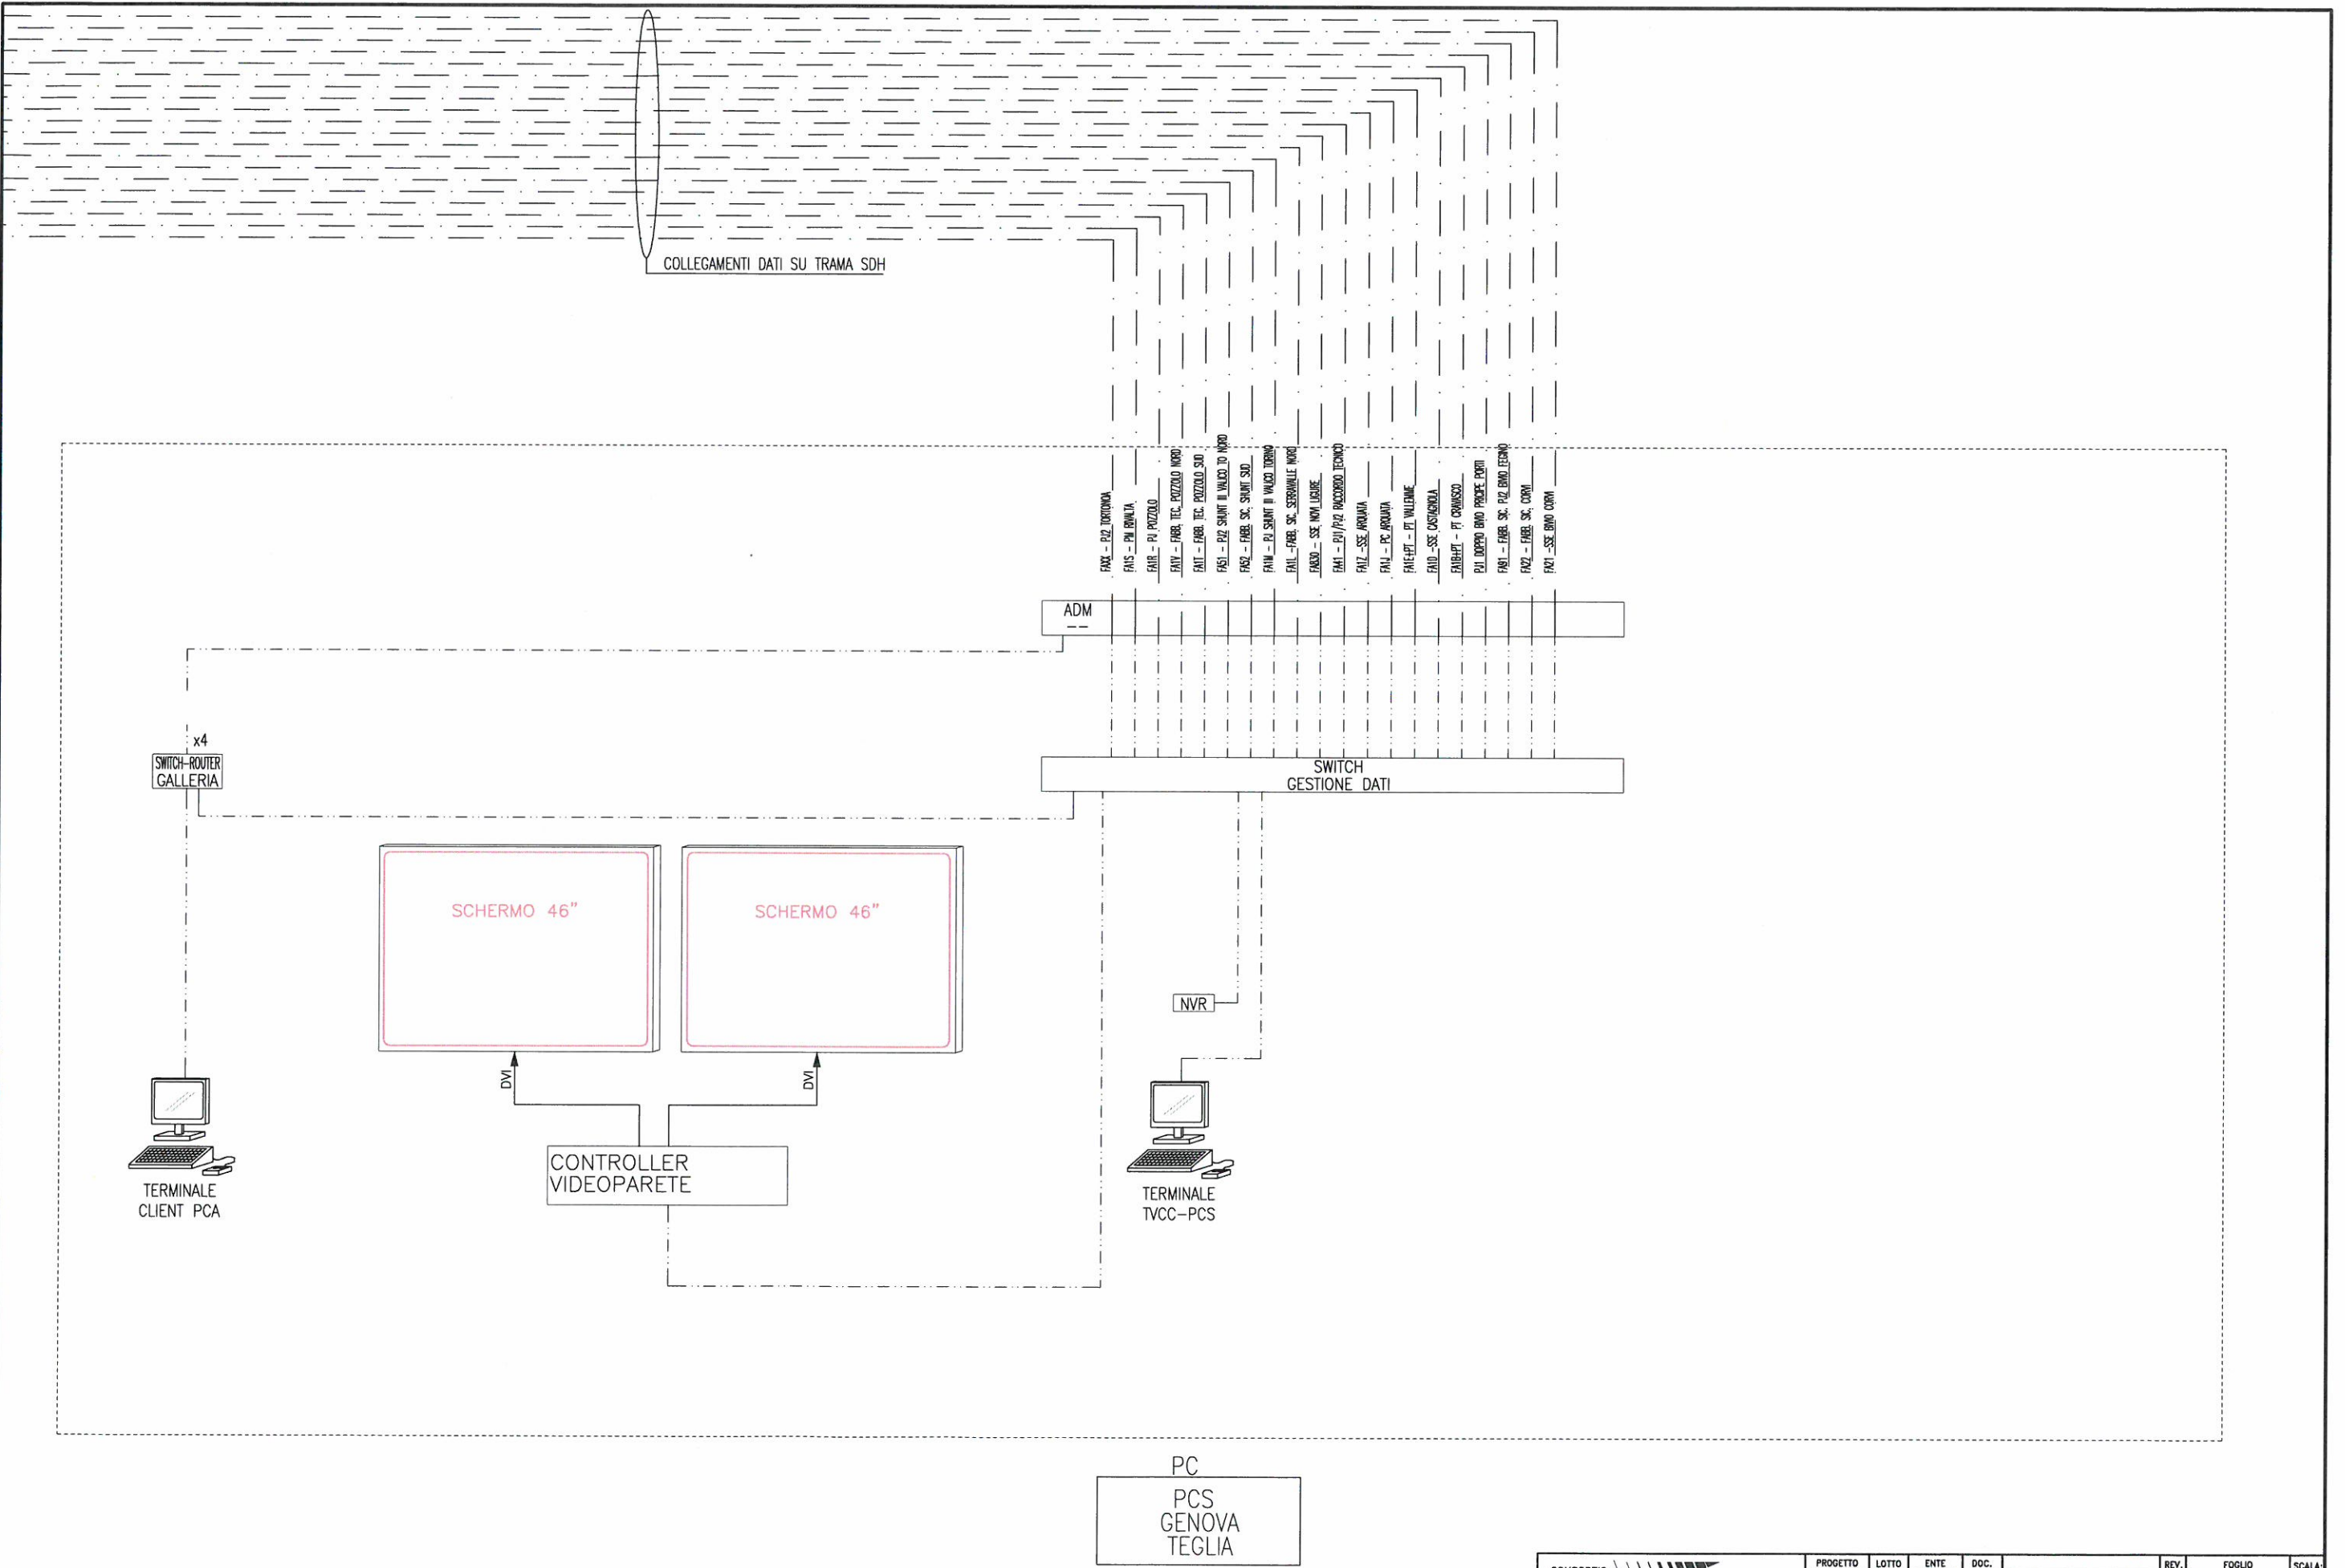 COLLEGAMENTI DATI SU TRAMA SDH
FAXX - PJ2 TORTONOA
FA1S - PM RIVALTA
FA1R - PJ POZZOLO
FA1V - FABB. TEC. POZZOLO NORD
FA1T - FABB. TEC. POZZOLO SUD
FA51 - PJ2 SHUNT III VALICO TO NORD
FA52 - FABB. SIC. SHUNT SUD
FA1M - PJ SHUNT III VALICO TORINO
FA1L -FABB. SIC. SERRAVALLE NORD
FAB30 - SSE NOVI LIGURE
FA41 - PJ1/PJ2 RACCORDO TECNICO
FA1Z -SSE ARQUATA
FA1J - PC ARQUATA
FA1E+PT - PT VALLEMME
FA1D -SSE CASTAGNOLA
FA1B+PT - PT CRAVASCO
PJ1 DOPPIO BIVIO PRICIPE PORTI
FA91 - FABB. SIC. PJ2 BIVIO FEGINO
FA22 - FABB. SIC. CORVI
FA21 -SSE BIVIO CORVI
ADM
--
x4
SWITCH-ROUTER
GALLERIA
SWITCH
GESTIONE DATI
SCHERMO 46"
SCHERMO 46"
NVR
DVI
DVI
CONTROLLER
VIDEOPARETE
TERMINALE
CLIENT PCA
TERMINALE
TVCC-PCS
PC
PCS
GENOVA
TEGLIA
PROGETTO LOTTO ENTE DOC. REV. FOGLIO SCALA: